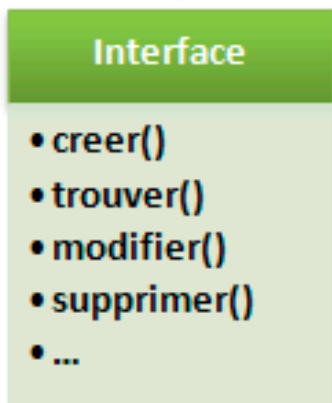 Interface
• creer()
• trouver()
• modifier()
• supprimer()
• ...